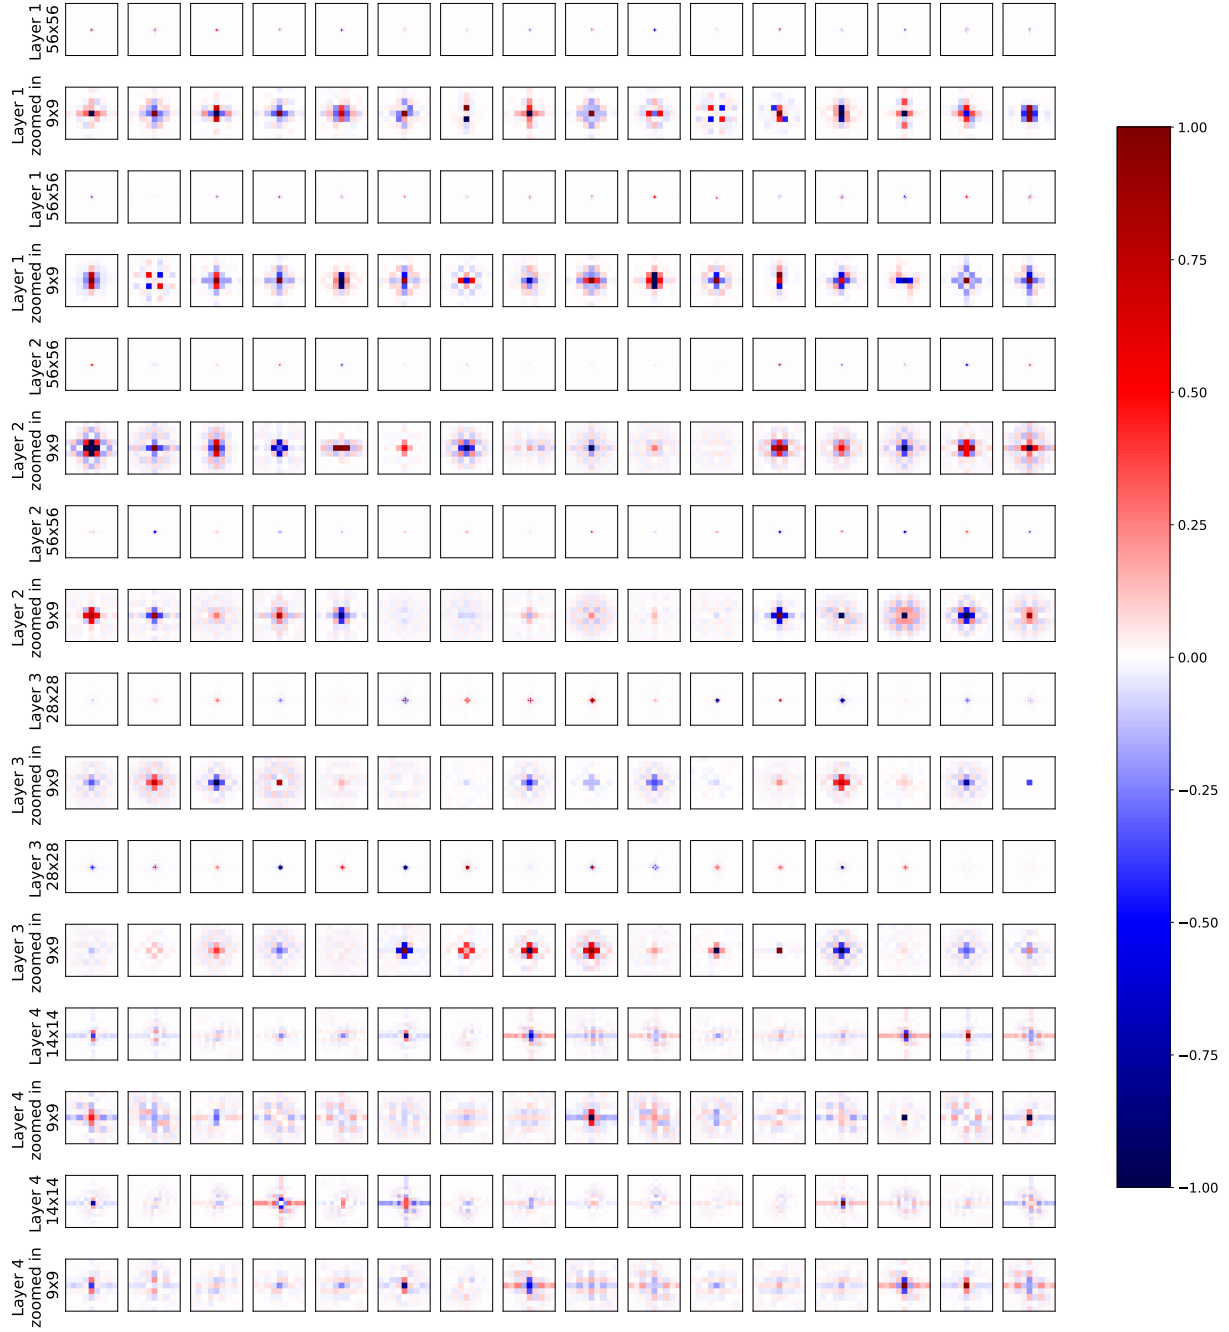 Layer 1
56x56
Layer 1
zoomed in
9x9
Layer 1
56x56
Layer 1
zoomed in
9x9
Layer 2
56x56
Layer 2
zoomed in
9x9
Layer 2
56x56
Layer 2
zoomed in
9x9
Layer 3
28x28
Layer 3
zoomed in
9x9
Layer 3
28x28
Layer 3
zoomed in
9x9
Layer 4
14x14
Layer 4
zoomed in
9x9
Layer 4
14x14
Layer 4
zoomed in
9x9
1.00
0.75
0.50
0.25
0.00
−0.25
−0.50
−0.75
−1.00